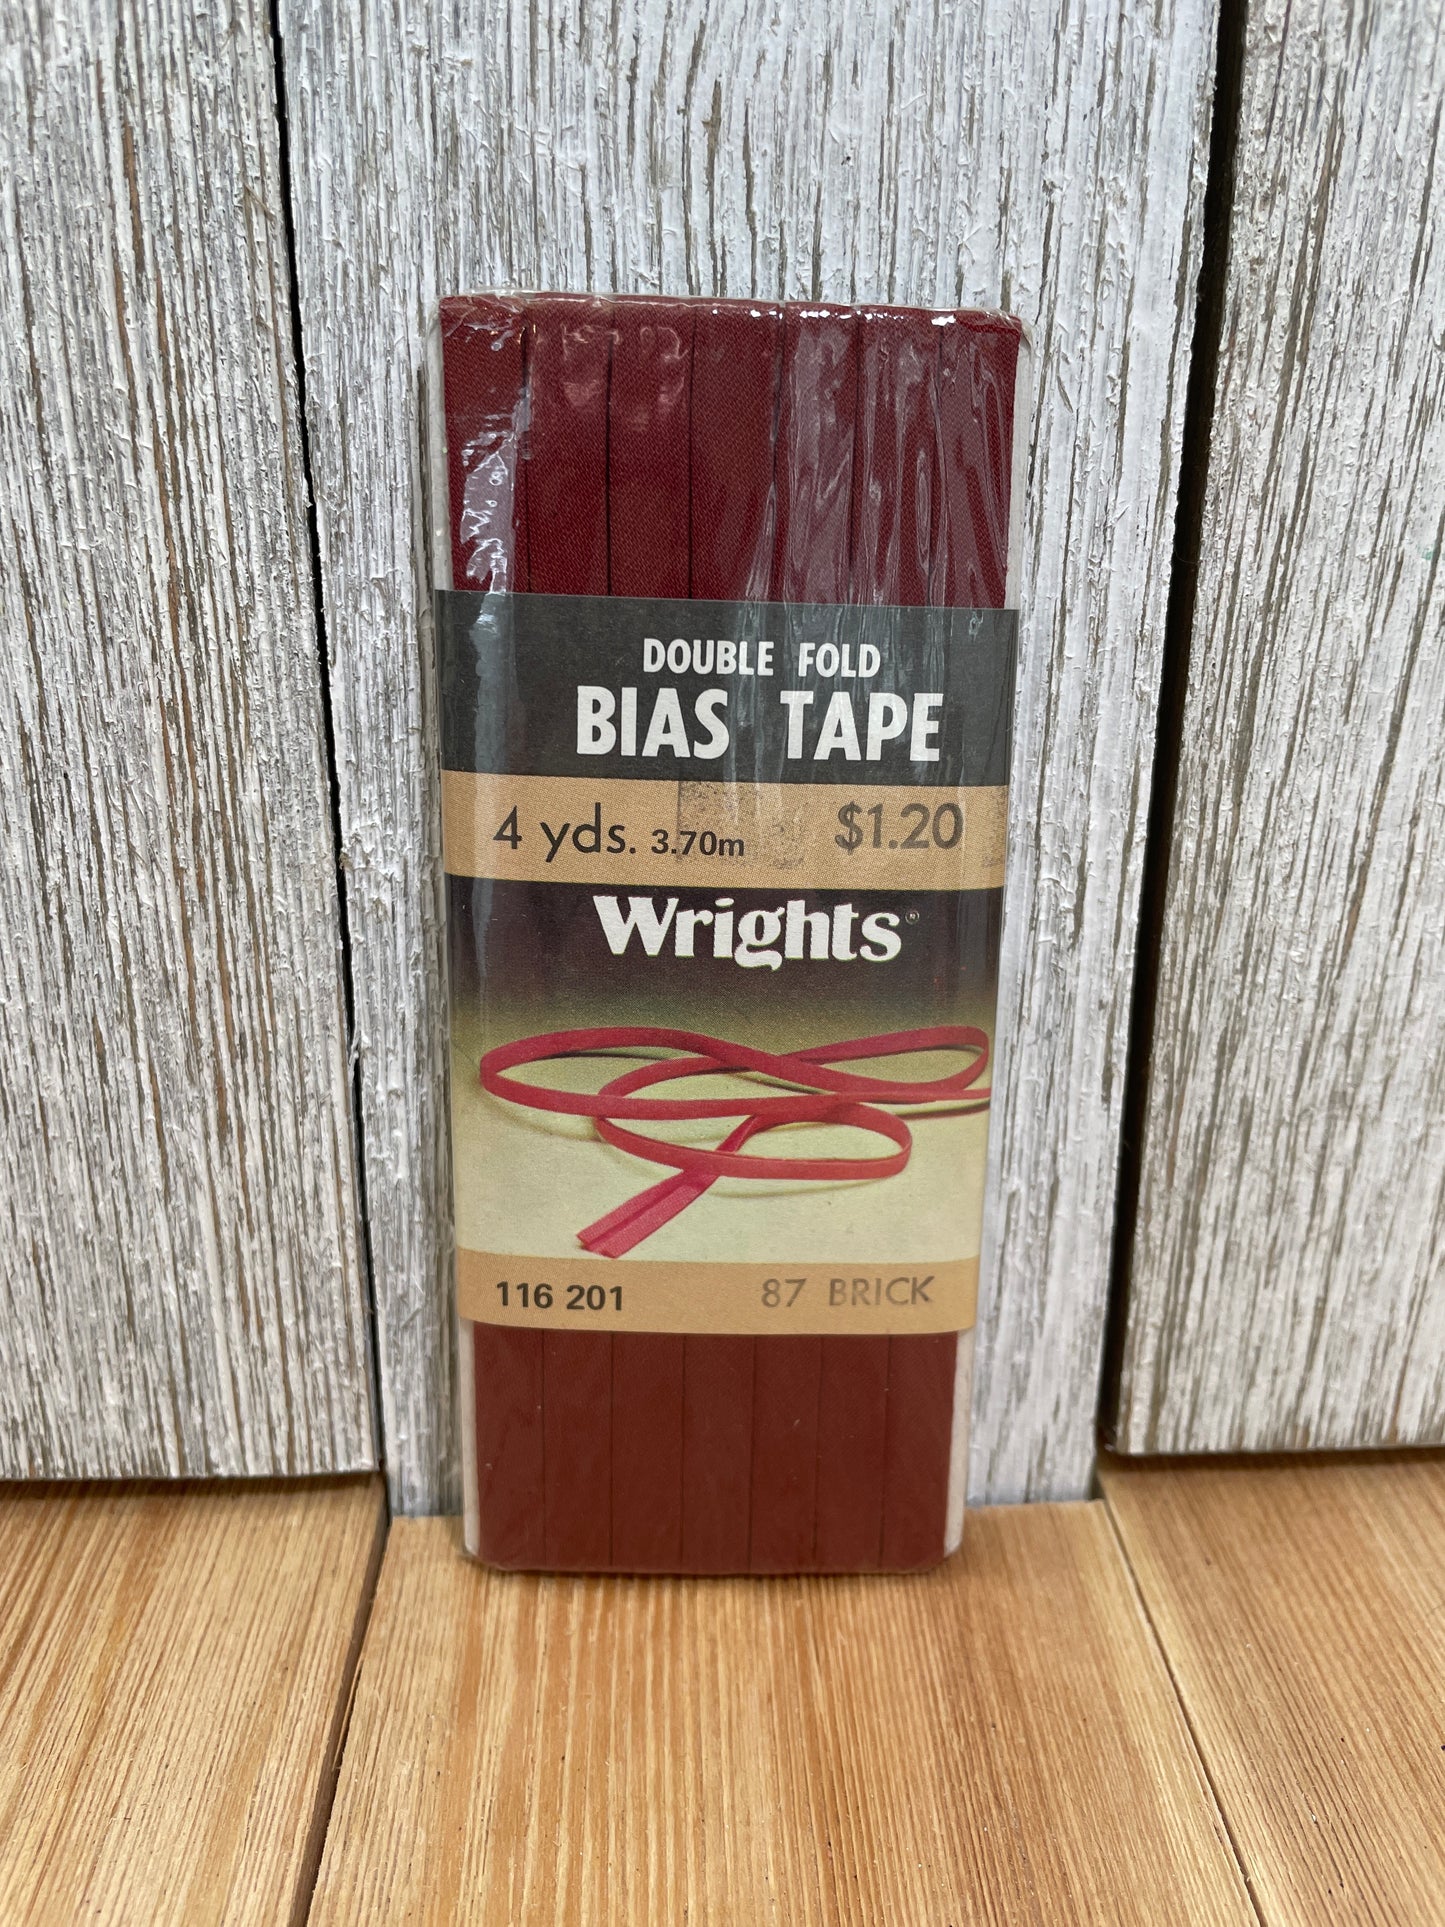 DOUBLE FOLD
BIAS TAPE
4 yds. 3.70m $1.20
Wrights®
116 201 87 BRICK